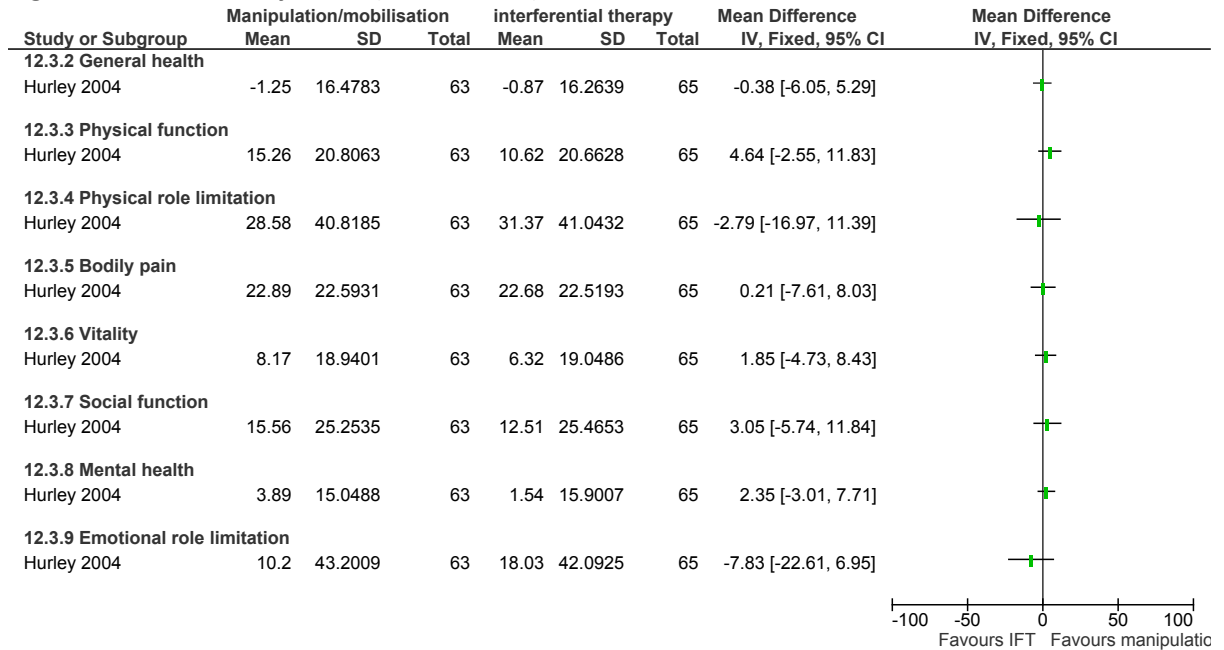 Manipulation/mobilisation interferential therapy Mean Difference Mean Difference
Study or Subgroup Mean SD Total Mean SD Total IV, Fixed, 95% CI IV, Fixed, 95% CI
12.3.2 General health
Hurley 2004 -1.25 16.4783 63 -0.87 16.2639 65 -0.38 [-6.05, 5.29]
12.3.3 Physical function
Hurley 2004 15.26 20.8063 63 10.62 20.6628 65 4.64 [-2.55, 11.83]
12.3.4 Physical role limitation
Hurley 2004 28.58 40.8185 63 31.37 41.0432 65 -2.79 [-16.97, 11.39]
12.3.5 Bodily pain
Hurley 2004 22.89 22.5931 63 22.68 22.5193 65 0.21 [-7.61, 8.03]
12.3.6 Vitality
Hurley 2004 8.17 18.9401 63 6.32 19.0486 65 1.85 [-4.73, 8.43]
12.3.7 Social function
Hurley 2004 15.56 25.2535 63 12.51 25.4653 65 3.05 [-5.74, 11.84]
12.3.8 Mental health
Hurley 2004 3.89 15.0488 63 1.54 15.9007 65 2.35 [-3.01, 7.71]
12.3.9 Emotional role limitation
Hurley 2004 10.2 43.2009 63 18.03 42.0925 65 -7.83 [-22.61, 6.95]
-100 -50 0 50 100
Favours IFT Favours manipulatio